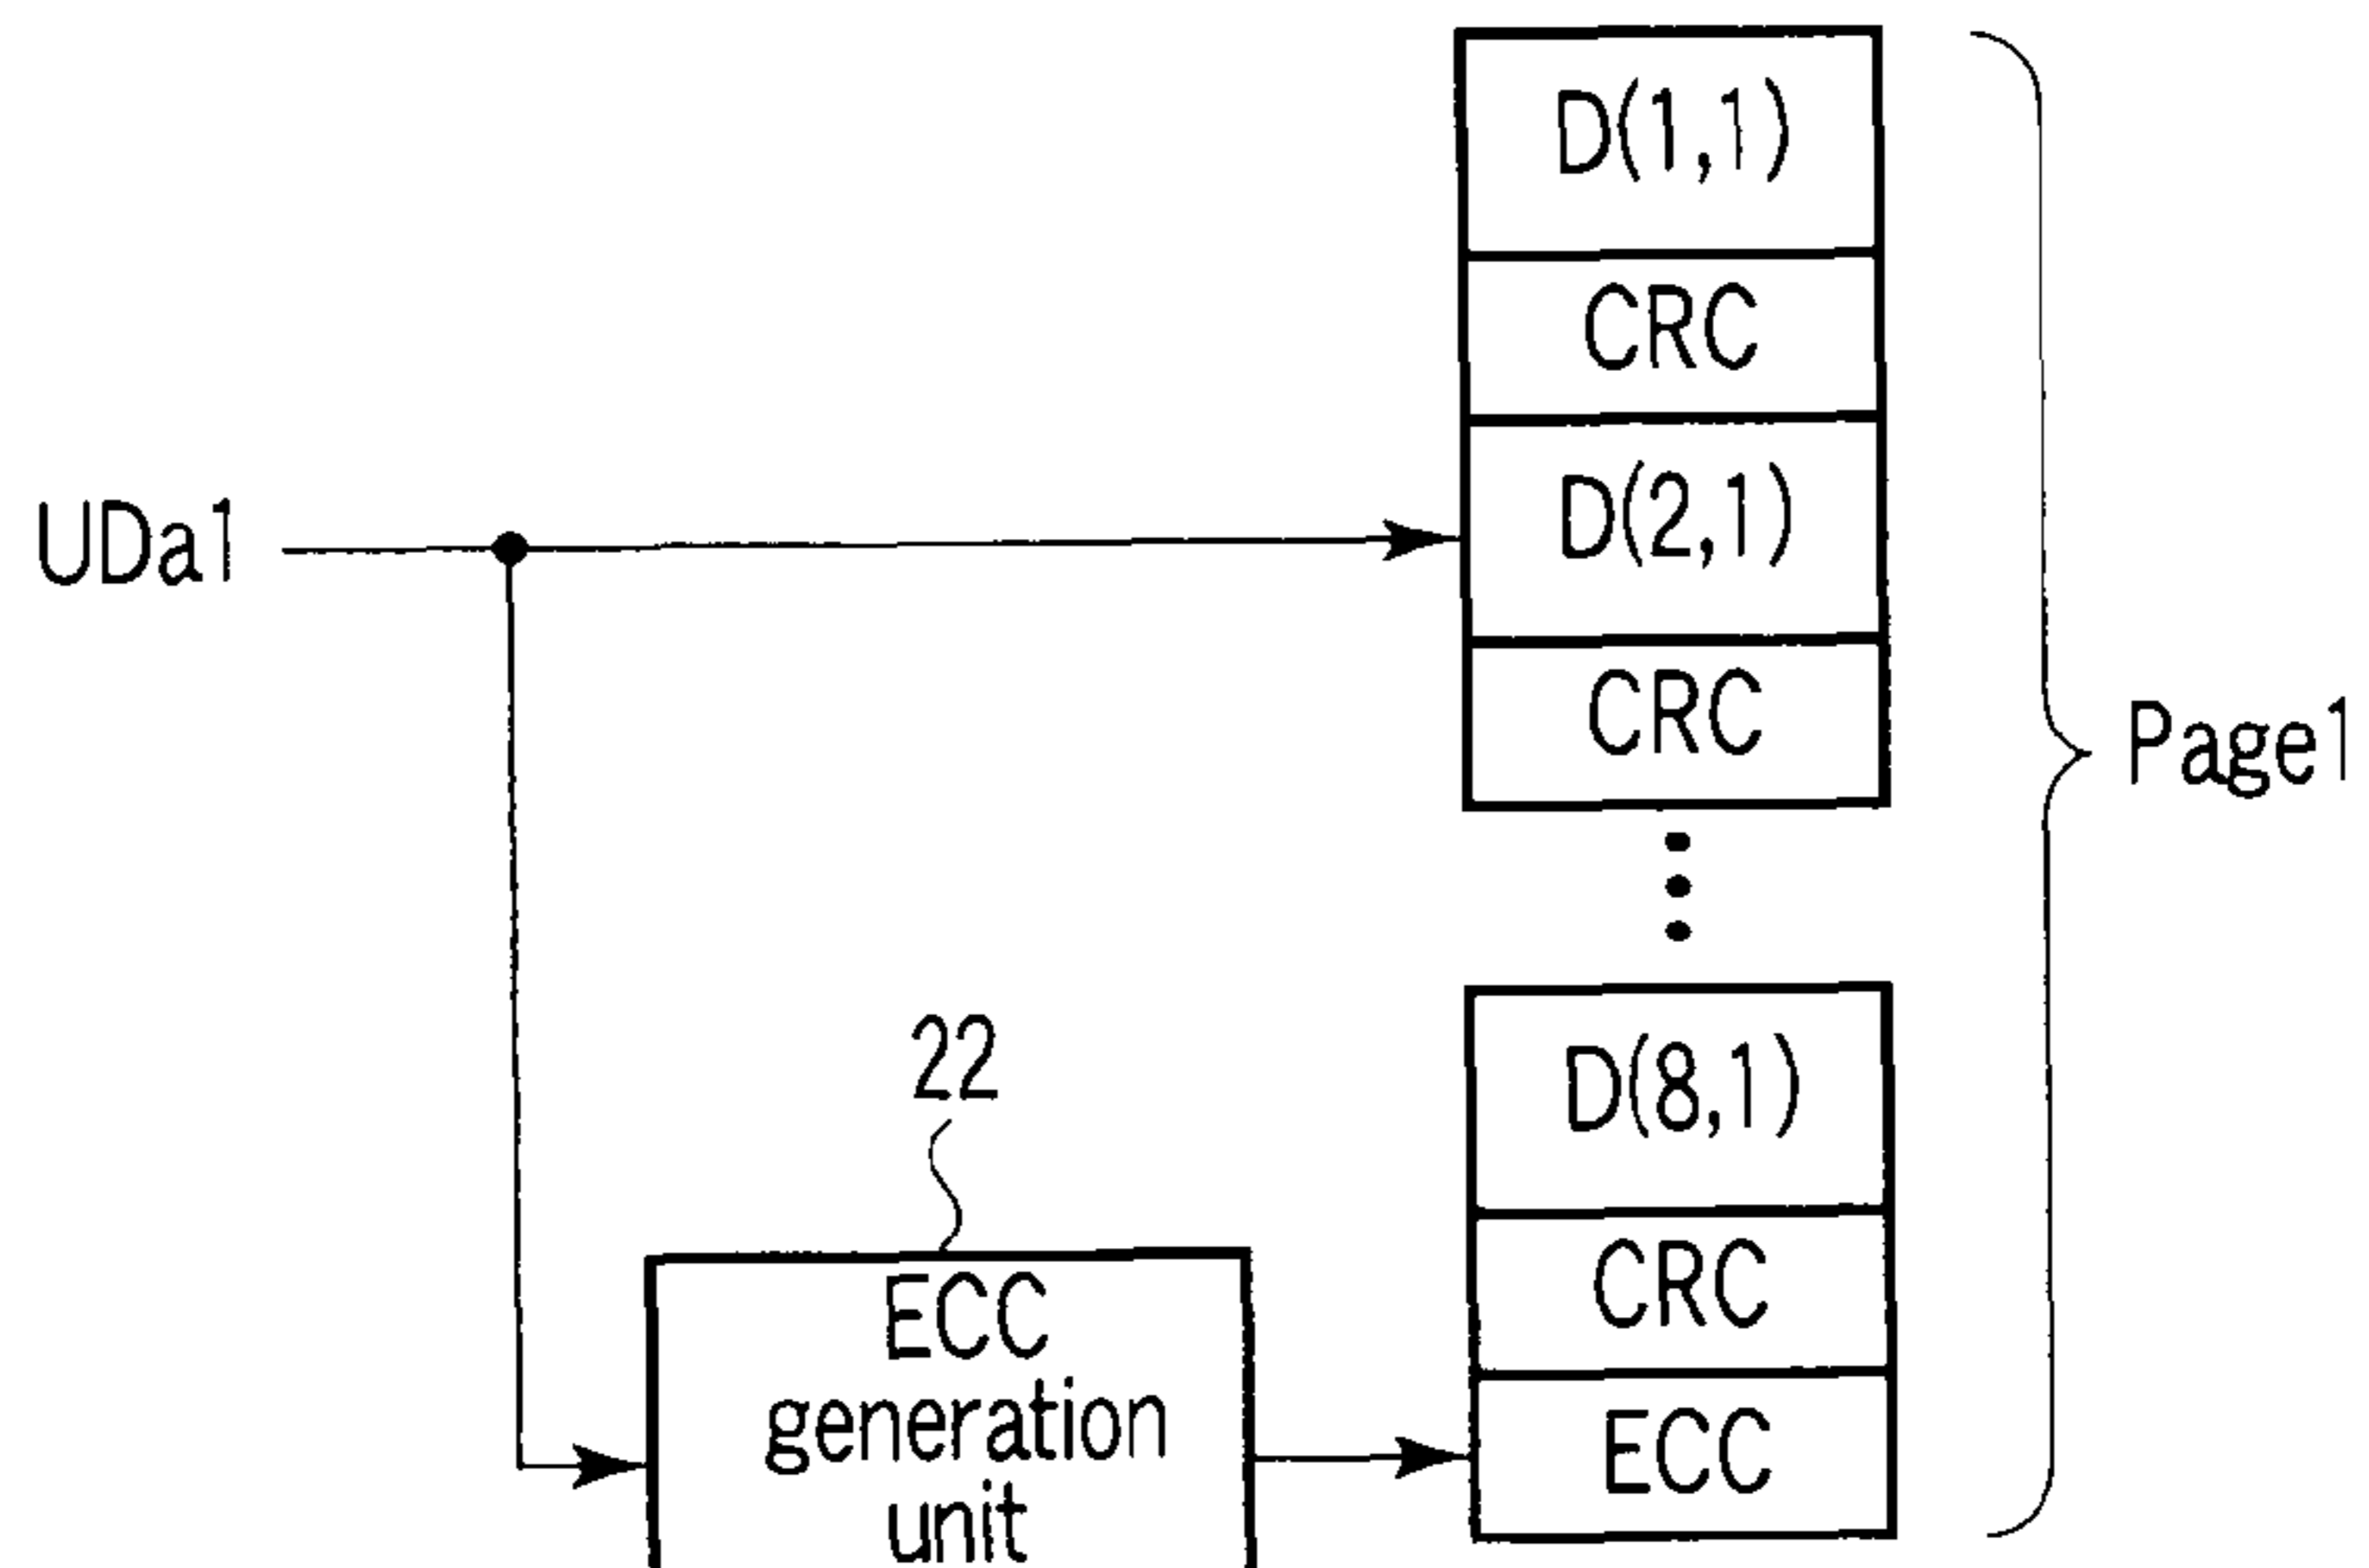 D(1,1)
CRC
D(2,1)
UDa1
CRC
Page1
D(8,1)
22
CRC
ECC
generation
unit
ECC